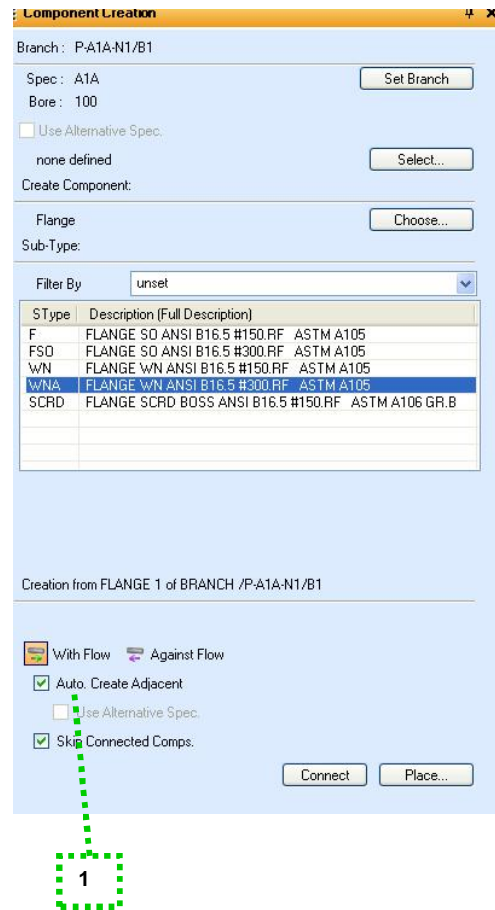 Component Creation
Branch : P-A1A-N1/B1
Spec : A1A Set Branch
Bore : 100
Use Alternative Spec.
none defined Select...
Create Component:
Flange Choose...
Sub-Type:
Filter By unset
SType Description (Full Description)
F FLANGE SO ANSI B16.5 #150.RF ASTM A105
FSO FLANGE SO ANSI B16.5 #300.RF ASTM A105
WN FLANGE WN ANSI B16.5 #150.RF ASTM A105
WNA FLANGE WN ANSI B16.5 #300.RF ASTM A105
SCRD FLANGE SCRD BOSS ANSI B16.5 #150.RF ASTM A106 GR.B
Creation from FLANGE 1 of BRANCH /P-A1A-N1/B1
With Flow Against Flow
Auto. Create Adjacent
Use Alternative Spec.
Skip Connected Comps.
Connect Place...
1